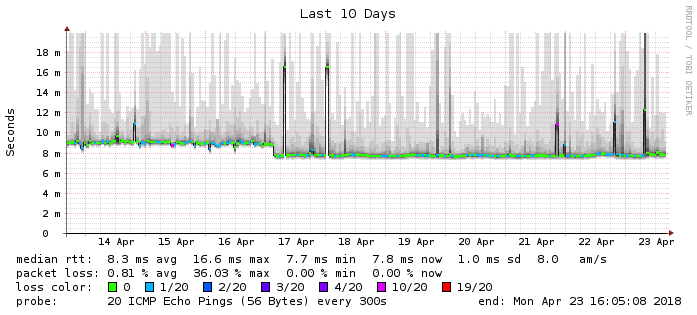 Last 10 Days
RRDTOOL / TOBI OETIKER
Seconds
18 m
16 m
14 m
12 m
10 m
8 m
6 m
4 m
2 m
0
14 Apr 15 Apr 16 Apr 17 Apr 18 Apr 19 Apr 20 Apr 21 Apr 22 Apr 23 Apr
median rtt: 8.3 ms avg 16.6 ms max 7.7 ms min 7.8 ms now 1.0 ms sd 8.0 am/s
packet loss: 0.81 % avg 36.03 % max 0.00 % min 0.00 % now
loss color: 0 1/20 2/20 3/20 4/20 10/20 19/20
probe: 20 ICMP Echo Pings (56 Bytes) every 300s end: Mon Apr 23 16:05:08 2018